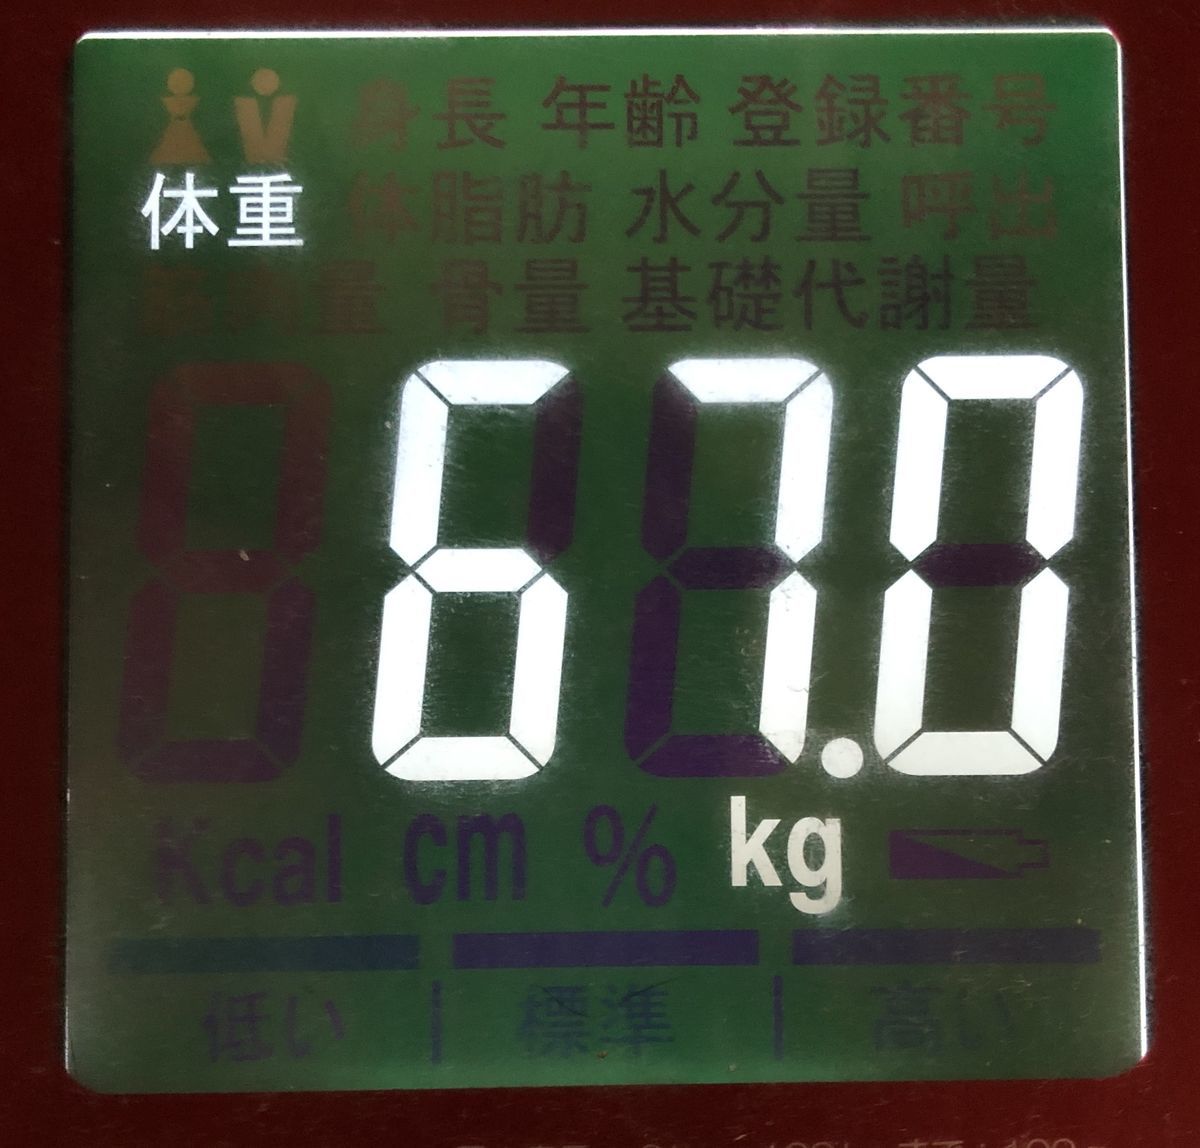 身長 年齢 登録番号
体重 体脂肪 水分量 呼出
筋肉量 骨量 基礎代謝量
67.0
Kcal cm % kg
低い | 標準 | 高い